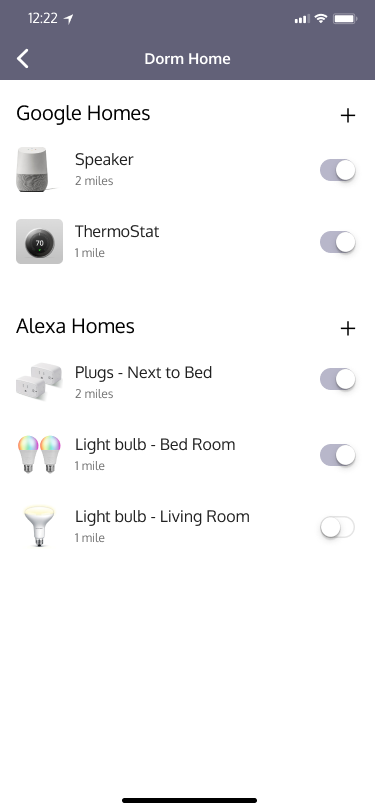 12:22
Dorm Home
Google Homes
Speaker
2 miles
ThermoStat
1 mile
70
Alexa Homes
Plugs - Next to Bed
2 miles
Light bulb - Bed Room
1 mile
Light bulb - Living Room
1 mile